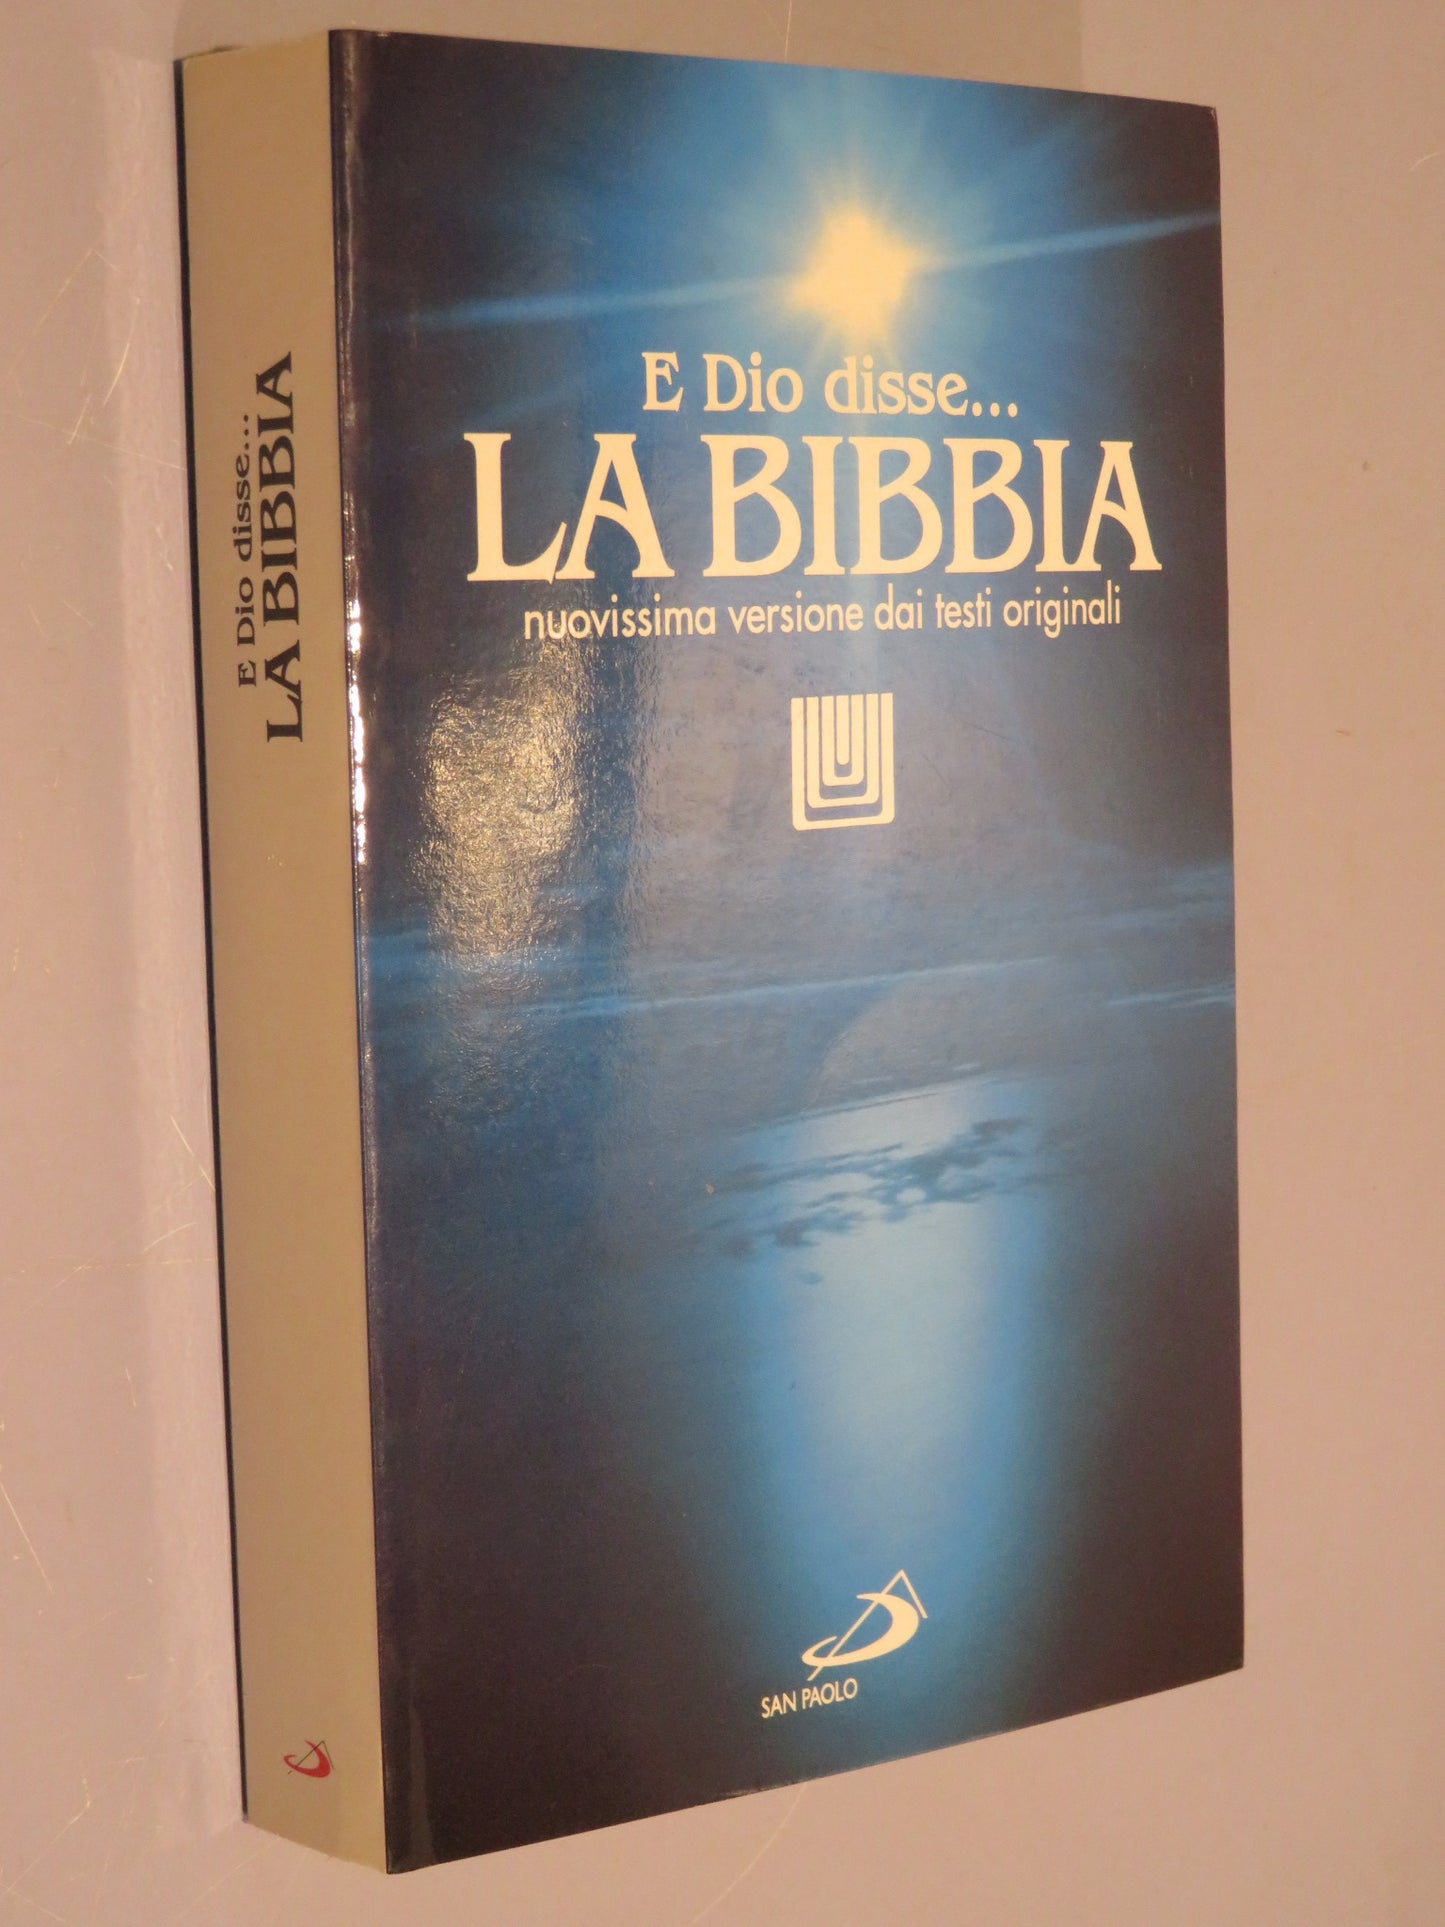 E Dio disse...
LA BIBBIA
E Dio disse...
LA BIBBIA
nuovissima versione dai testi originali
SAN PAOLO